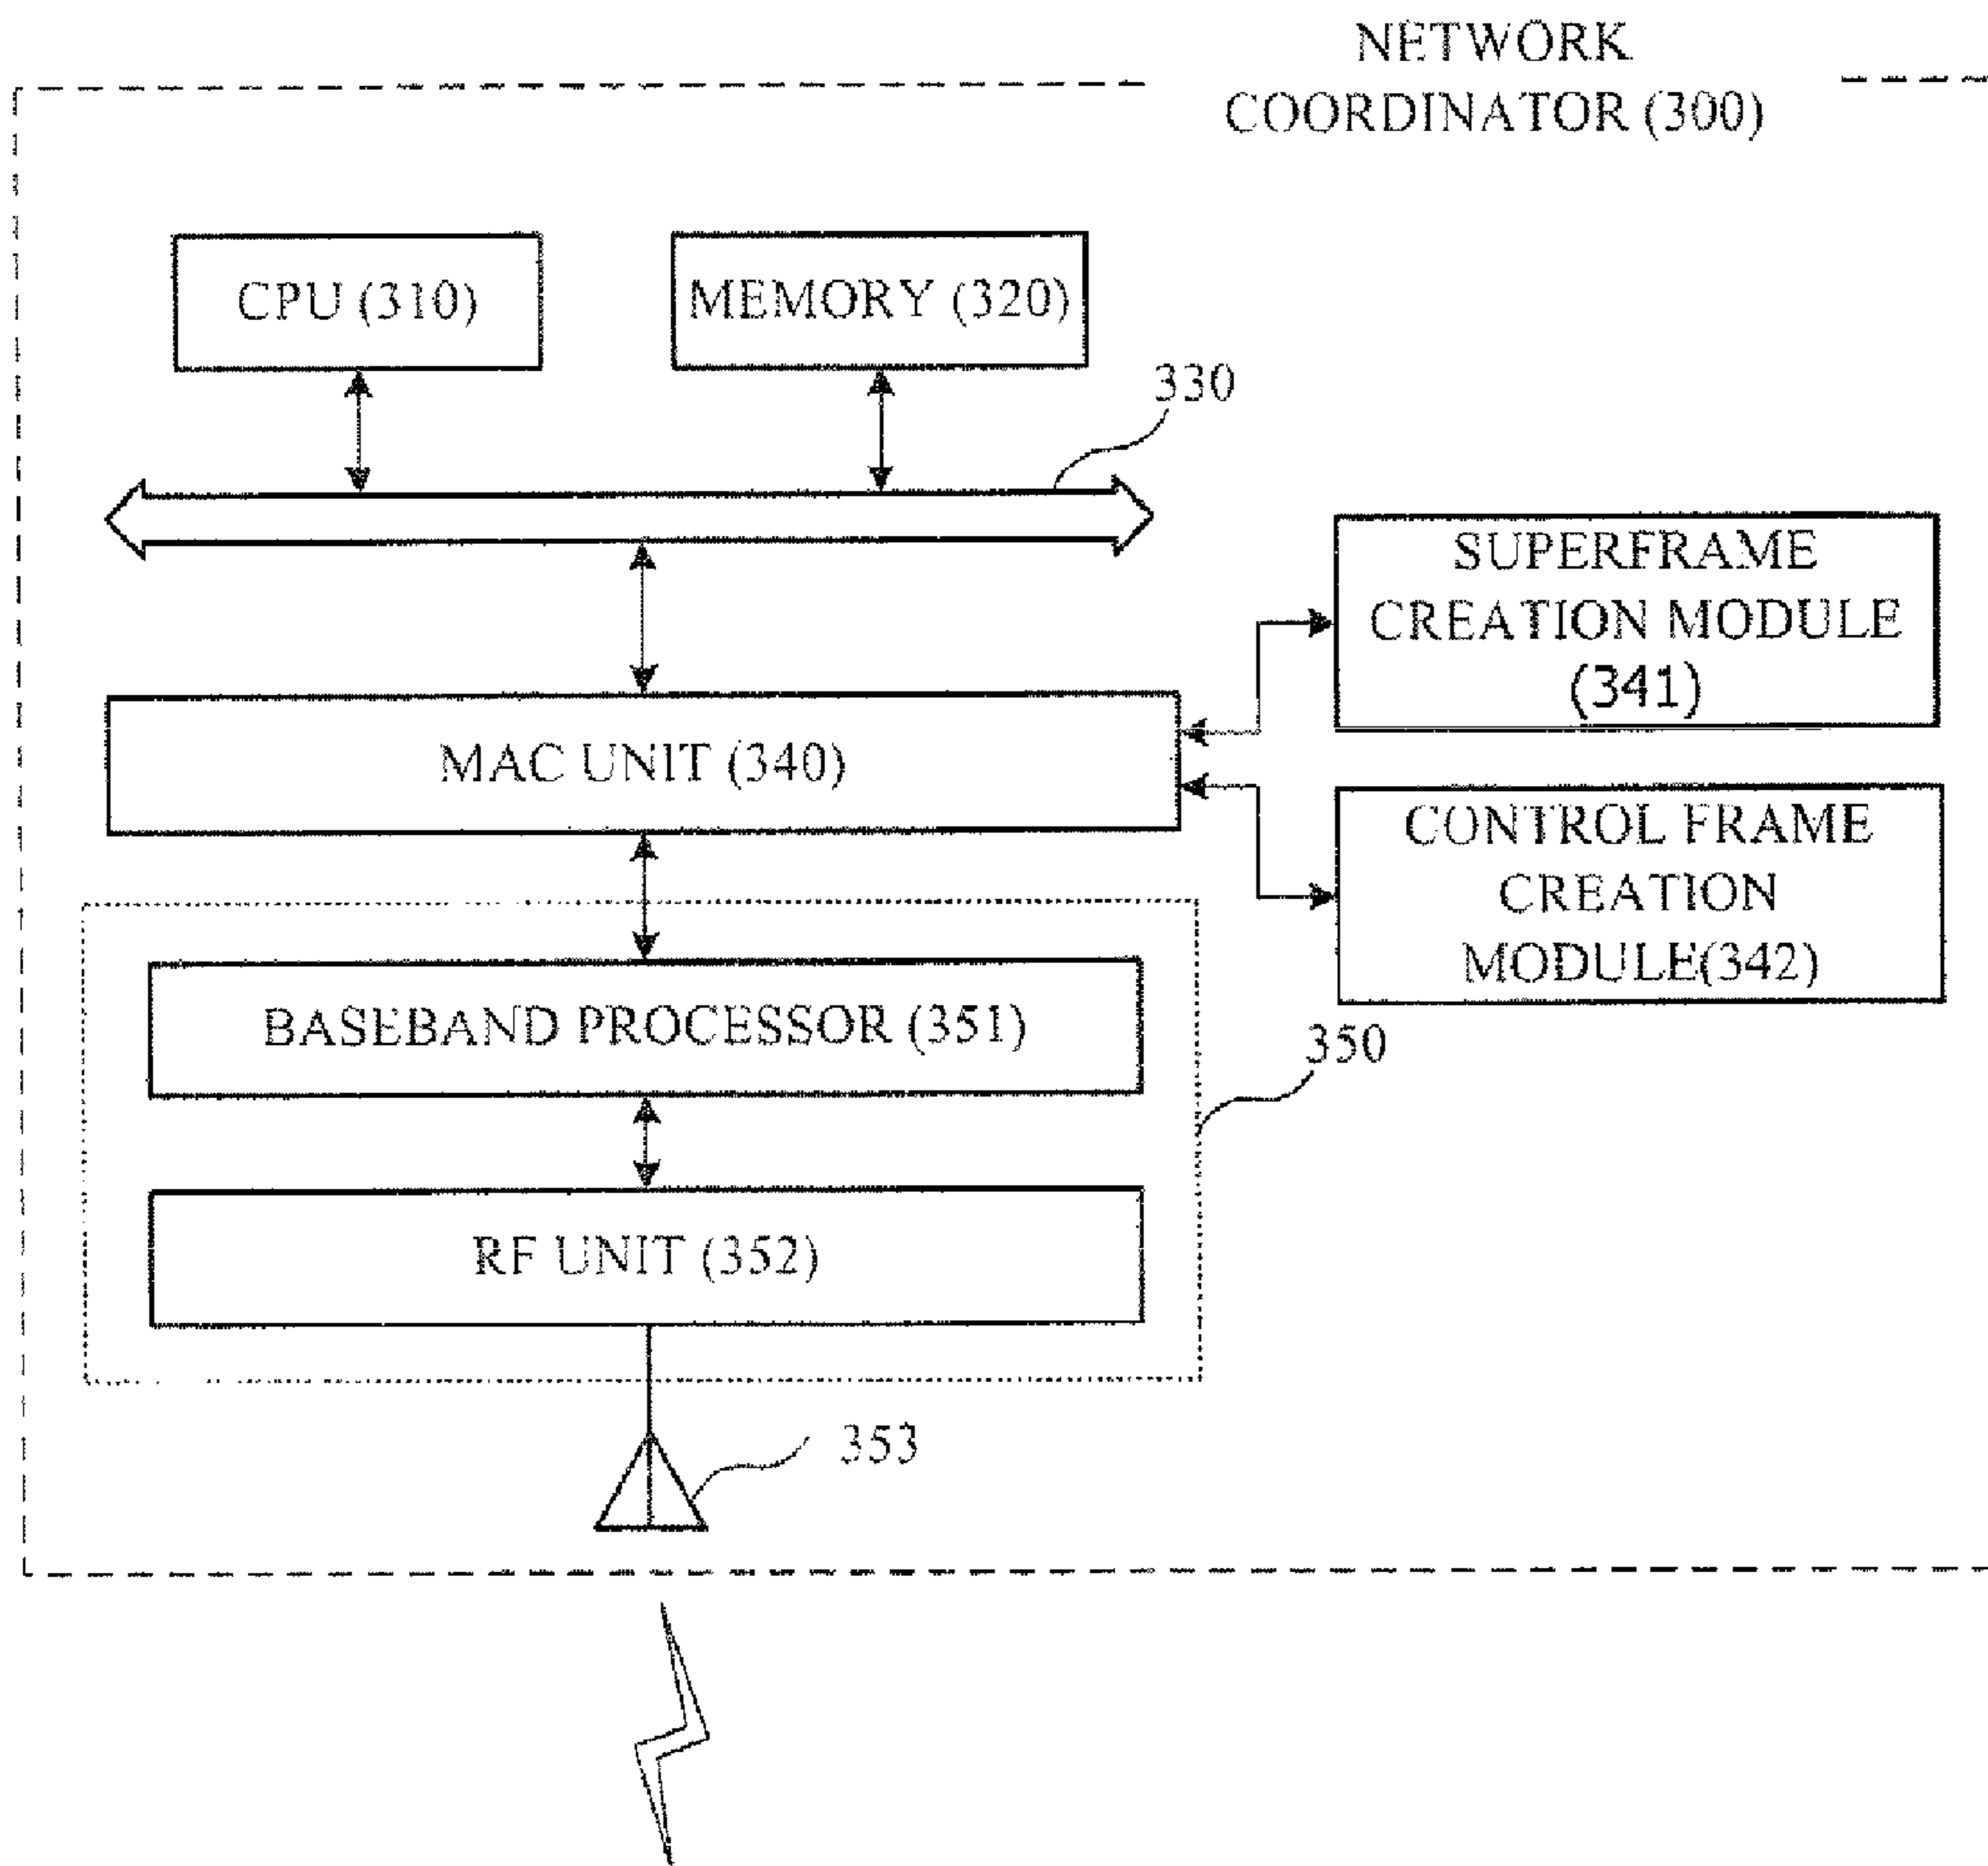 NETWORK
COORDINATOR (300)
CPU (310)
MEMORY (320)
330
SUPERFRAME
CREATION MODULE
(341)
MAC UNIT (340)
CONTROL FRAME
CREATION
MODULE(342)
BASEBAND PROCESSOR (351)
350
RF UNIT (352)
353